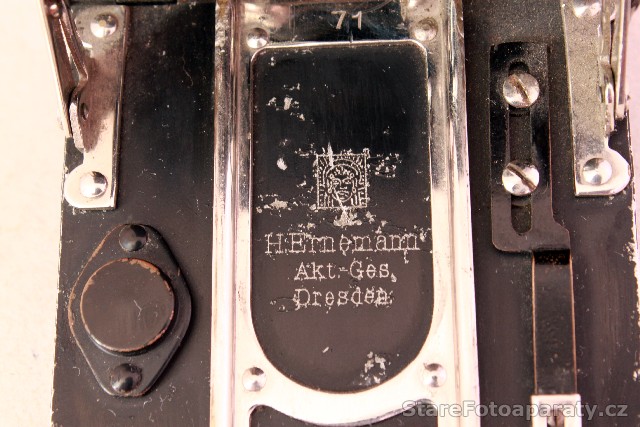 71
H.Ernemann
Akt.-Ges.
Dresden.
StareFotoaparaty.cz